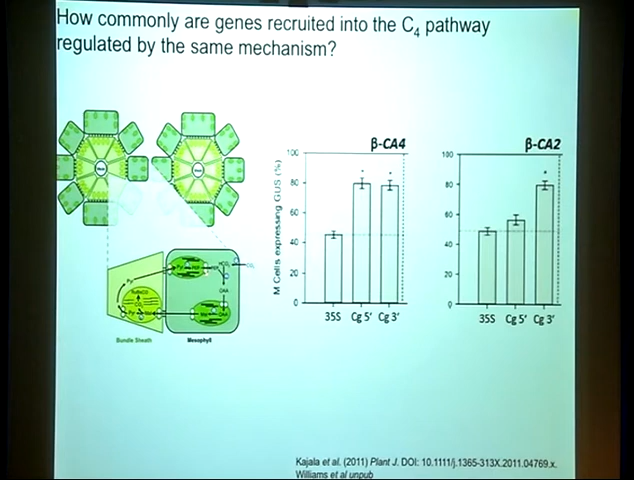 How commonly are genes recruited into the C4 pathway
regulated by the same mechanism?
β-CA4
β-CA2
M Cells expressing GUS (%)
100
80
60
40
20
0
35S Cg 5' Cg 3'
100
80
60
40
20
0
35S Cg 5' Cg 3'
Bundle Sheath
Mesophyll
Kajala et al. (2011) Plant J. DOI: 10.1111/j.1365-313X.2011.04769.x.
Williams et al unpub